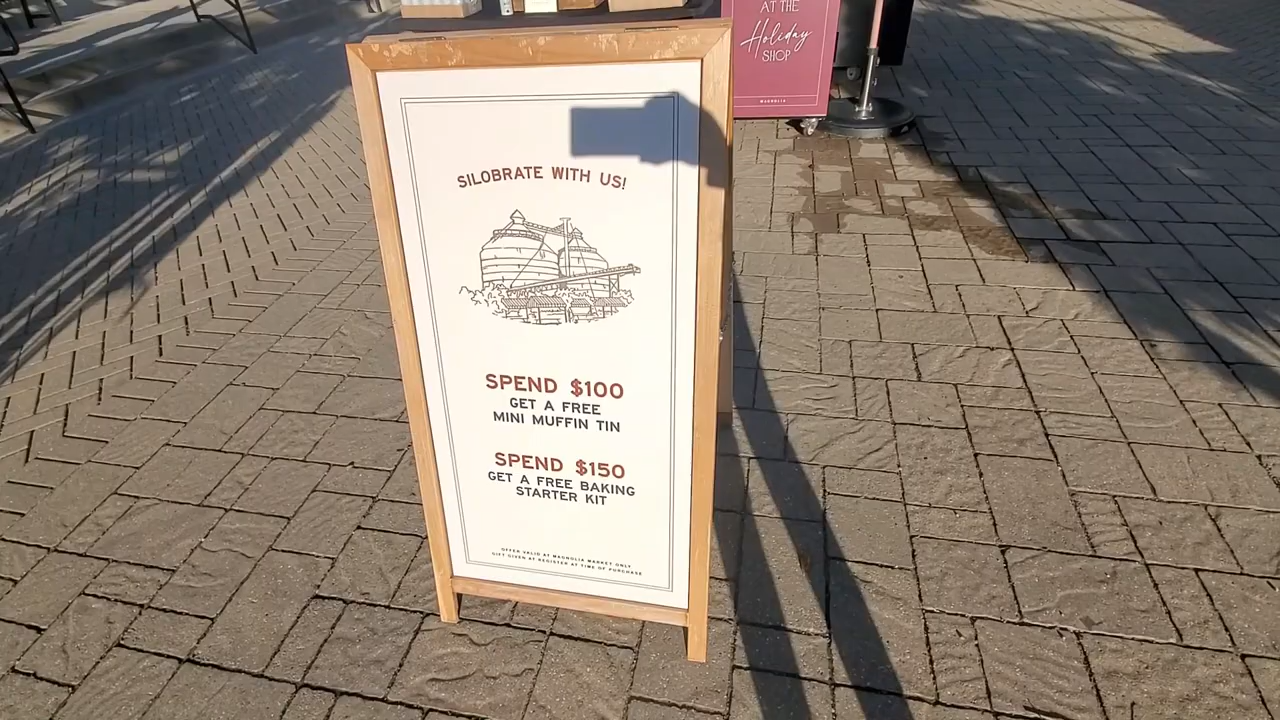 AT THE
Holiday
SHOP
MAGNOLIA
SILOBRATE WITH US!
SPEND $100
GET A FREE
MINI MUFFIN TIN
SPEND $150
GET A FREE BAKING
STARTER KIT
OFFER VALID AT MAGNOLIA MARKET ONLY
GIFT GIVEN AT REGISTER AT TIME OF PURCHASE